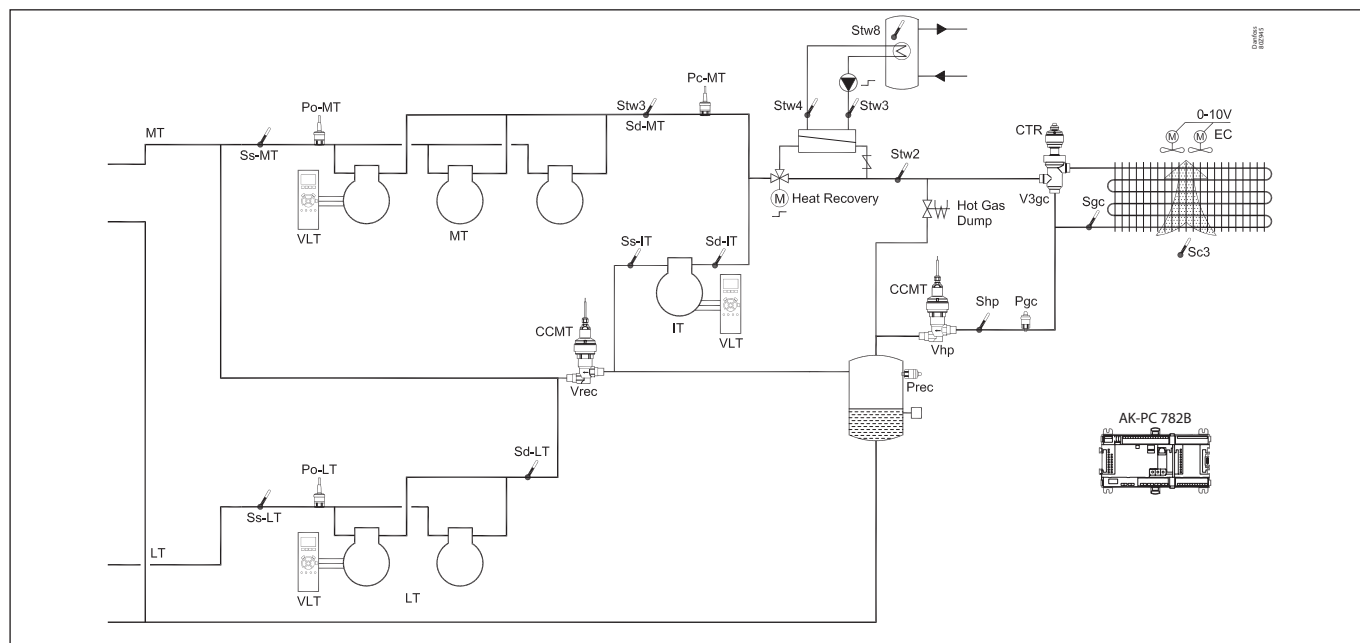 Danfoss
80Z945
Stw8
Pc-MT
Po-MT
Stw3
Stw4
Stw3
0-10V
M
M
EC
CTR
MT
Ss-MT
Sd-MT
Stw2
M
Heat Recovery
V3gc
Sgc
Hot Gas
Dump
VLT
MT
Ss-IT
Sd-IT
Sc3
CCMT
Shp
Pgc
CCMT
IT
VLT
Vhp
Vrec
Prec
AK-PC 782B
Sd-LT
Po-LT
Ss-LT
LT
VLT
LT